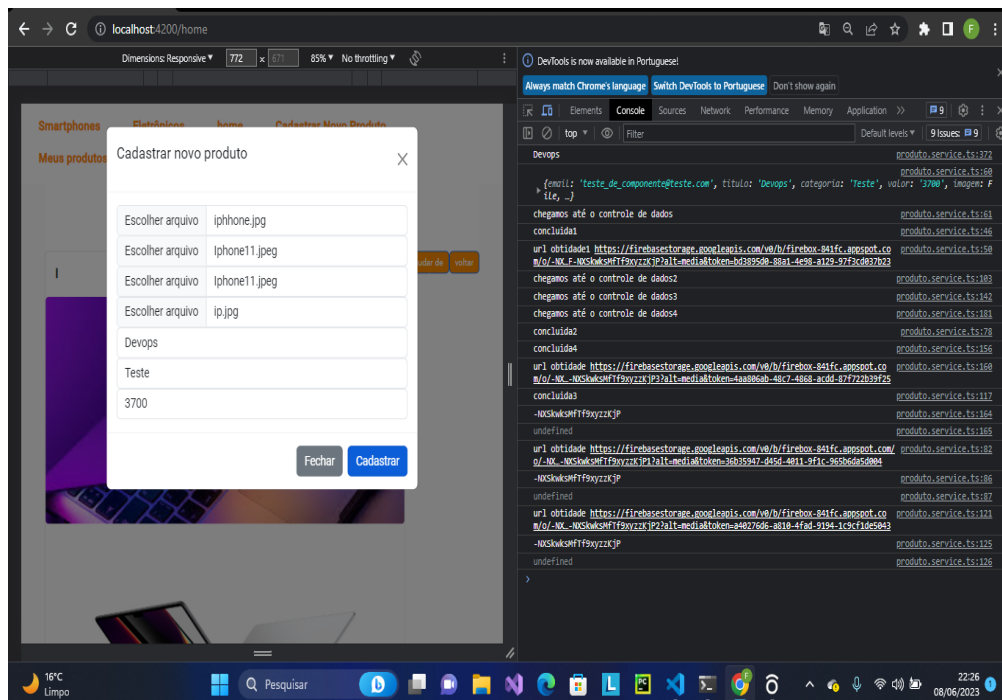 localhost:4200/home
F
Dimensions: Responsive ▼ 772 x 671 85% ▼ No throttling ▼
Smartphones Eletrônicos home Cadastrar Novo Produto
Meus produtos
Cadastrar novo produto
Escolher arquivo iphhone.jpg
Escolher arquivo Iphone11.jpeg
Escolher arquivo Iphone11.jpeg
Escolher arquivo ip.jpg
Devops
Teste
3700
Fechar Cadastrar
udar de voltar
DevTools is now available in Portuguese!
Always match Chrome's language Switch DevTools to Portuguese Don't show again
Elements Console Sources Network Performance Memory Application 9
top ▼ Filter Default levels ▼ 9 Issues: 9
Devops produto.service.ts:372
produto.service.ts:60
{email: 'teste_de_componente@teste.com', titulo: 'Devops', categoria: 'Teste', valor: '3700', imagem: F
ile, …}
chegamos até o controle de dados produto.service.ts:61
concluida1 produto.service.ts:46
url obtidade1 https://firebasestorage.googleapis.com/v0/b/firebox-841fc.appspot.co produto.service.ts:50
m/o/-NX…F-NXSkwksMfTf9xyzzKjP?alt=media&token=bd3895d0-88a1-4e98-a129-97f3cd037b23
chegamos até o controle de dados2 produto.service.ts:103
chegamos até o controle de dados3 produto.service.ts:142
chegamos até o controle de dados4 produto.service.ts:181
concluida2 produto.service.ts:78
concluida4 produto.service.ts:156
url obtidade https://firebasestorage.googleapis.com/v0/b/firebox-841fc.appspot.co produto.service.ts:160
m/o/-NX…-NXSkwksMfTf9xyzzKjP3?alt=media&token=4aa806ab-48c7-4868-acdd-87f722b39f25
concluida3 produto.service.ts:117
-NXSkwksMfTf9xyzzKjP produto.service.ts:164
undefined produto.service.ts:165
url obtidade https://firebasestorage.googleapis.com/v0/b/firebox-841fc.appspot.com/ produto.service.ts:82
o/-NX…-NXSkwksMfTf9xyzzKjP1?alt=media&token=36b35947-d45d-4011-9f1c-965b6da5d004
-NXSkwksMfTf9xyzzKjP produto.service.ts:86
undefined produto.service.ts:87
url obtidade https://firebasestorage.googleapis.com/v0/b/firebox-841fc.appspot.co produto.service.ts:121
m/o/-NX…-NXSkwksMfTf9xyzzKjP2?alt=media&token=a40276d6-a810-4fad-9194-1c9cf1de5043
-NXSkwksMfTf9xyzzKjP produto.service.ts:125
undefined produto.service.ts:126
16°C
Limpo
Pesquisar
22:26
08/06/2023
1